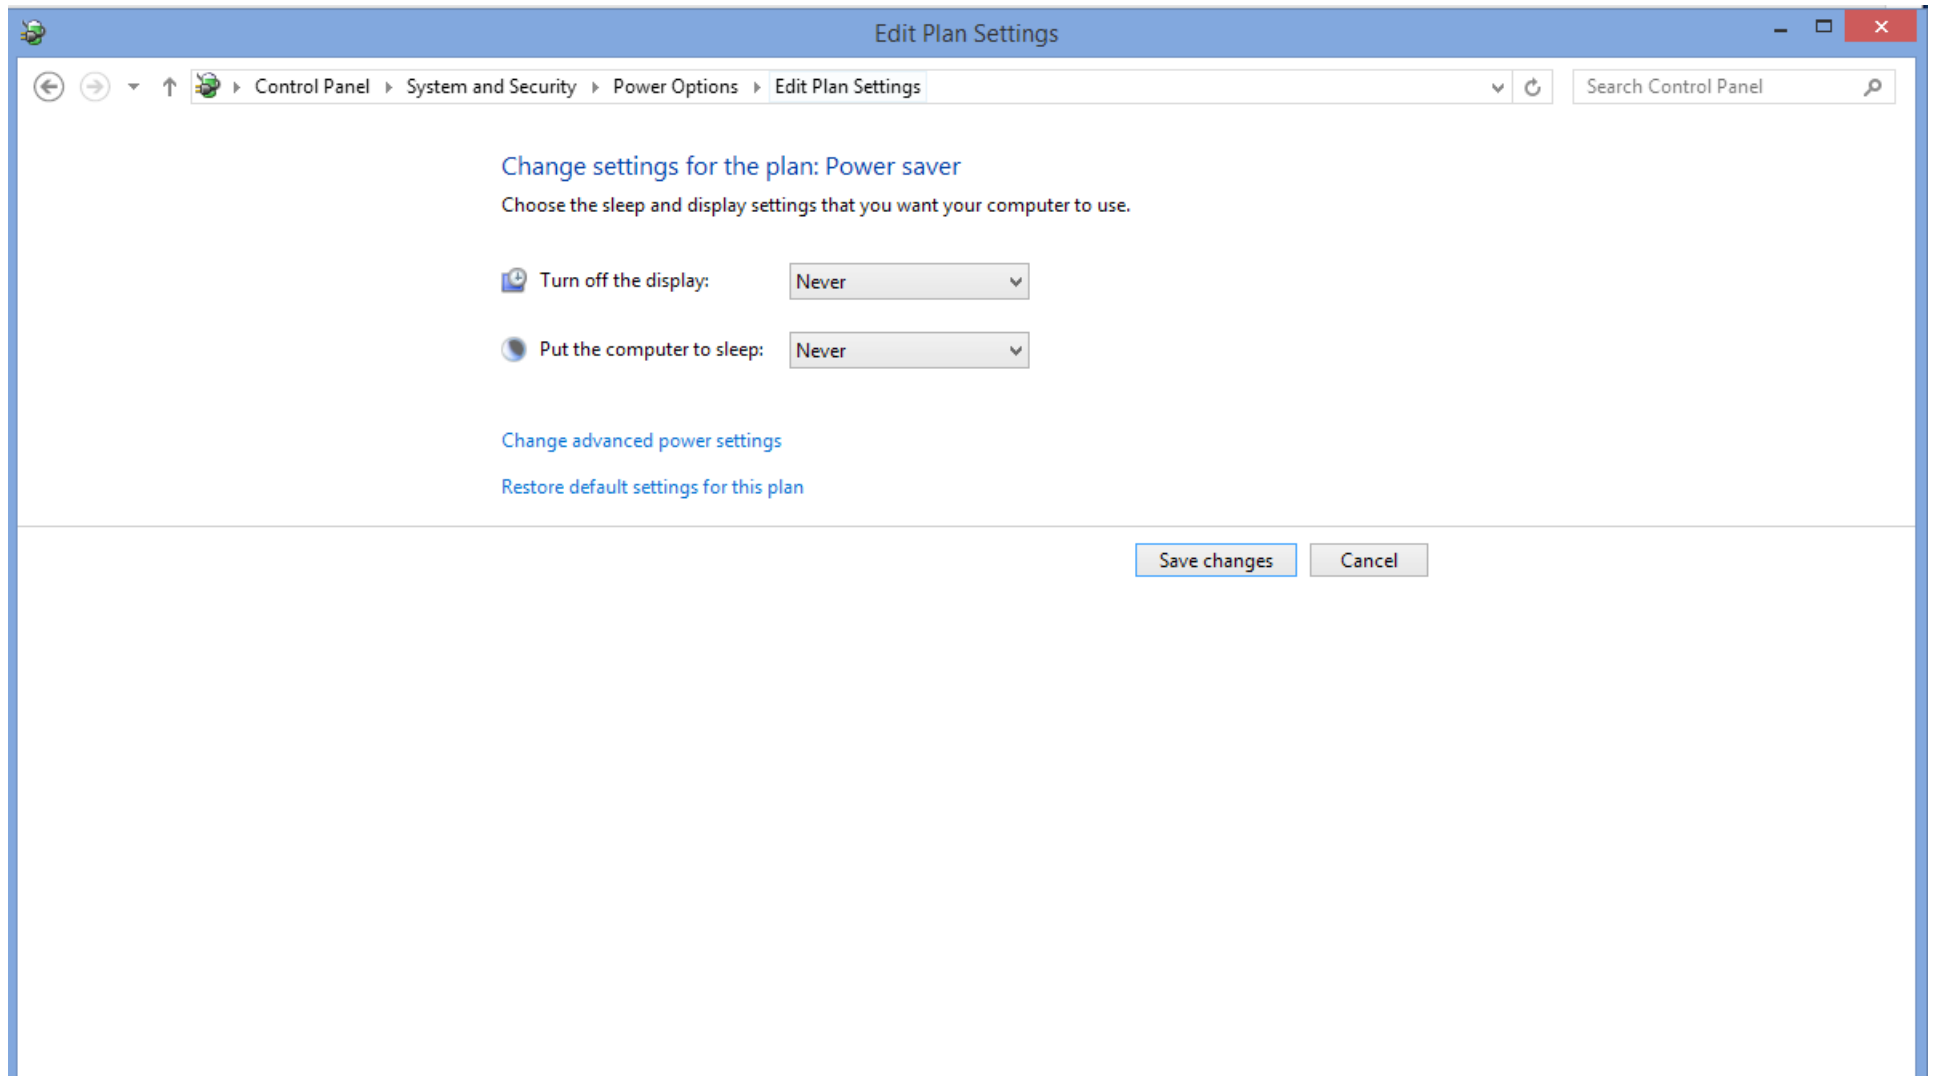 Edit Plan Settings
Control Panel System and Security Power Options Edit Plan Settings Search Control Panel
Change settings for the plan: Power saver
Choose the sleep and display settings that you want your computer to use.
Turn off the display: Never
Put the computer to sleep: Never
Change advanced power settings
Restore default settings for this plan
Save changes Cancel